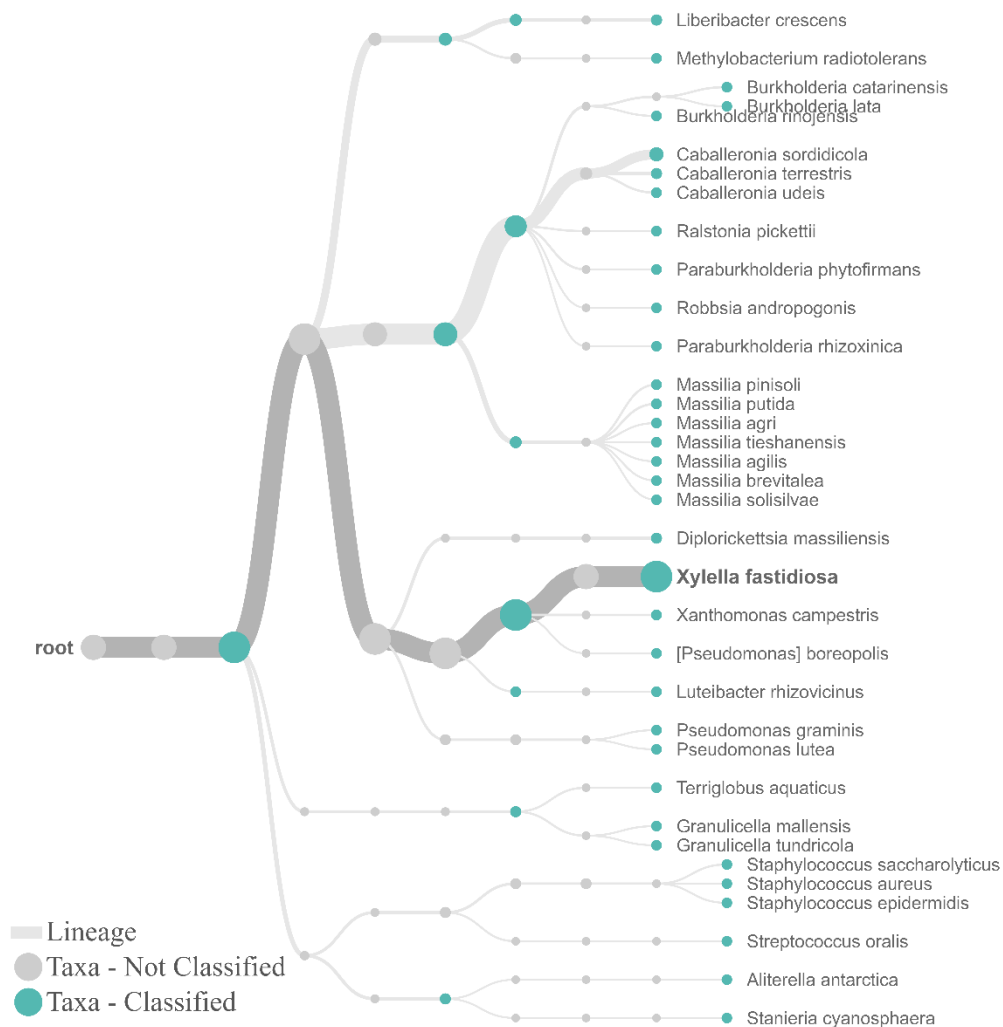 Liberibacter crescens
Methylobacterium radiotolerans
Burkholderia catarinensis
Burkholderia lata
Burkholderia rinojensis
Caballeronia sordidicola
Caballeronia terrestris
Caballeronia udeis
Ralstonia pickettii
Paraburkholderia phytofirmans
Robbsia andropogonis
Paraburkholderia rhizoxinica
Massilia pinisoli
Massilia putida
Massilia agri
Massilia tieshanensis
Massilia agilis
Massilia brevitalea
Massilia solisilvae
Diplorickettsia massiliensis
Xylella fastidiosa
Xanthomonas campestris
root
[Pseudomonas] boreopolis
Luteibacter rhizovicinus
Pseudomonas graminis
Pseudomonas lutea
Terriglobus aquaticus
Granulicella mallensis
Granulicella tundricola
Staphylococcus saccharolyticus
Staphylococcus aureus
Staphylococcus epidermidis
Streptococcus oralis
Aliterella antarctica
Stanieria cyanosphaera
Lineage
Taxa - Not Classified
Taxa - Classified